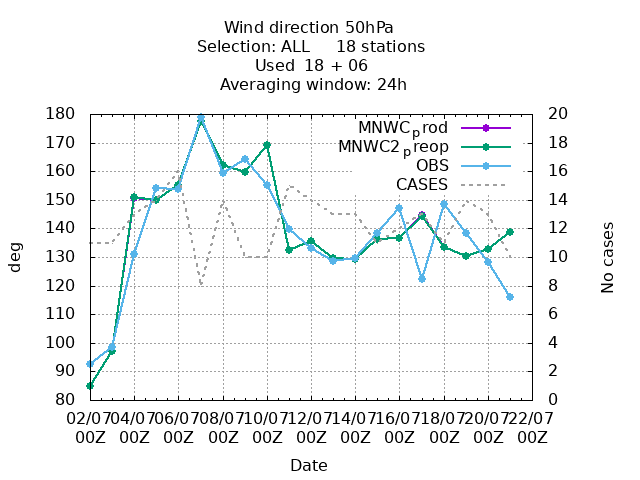 Wind direction 50hPa
Selection: ALL     18 stations
Used  18 + 06
Averaging window: 24h
MNWC_prod
MNWC2_preop
OBS
CASES
180
170
160
150
140
130
120
110
100
90
80
deg
20
18
16
14
12
10
8
6
4
2
0
No cases
02/07 04/07 06/07 08/07 10/07 12/07 14/07 16/07 18/07 20/07 22/07
00Z 00Z 00Z 00Z 00Z 00Z 00Z 00Z 00Z 00Z 00Z
Date